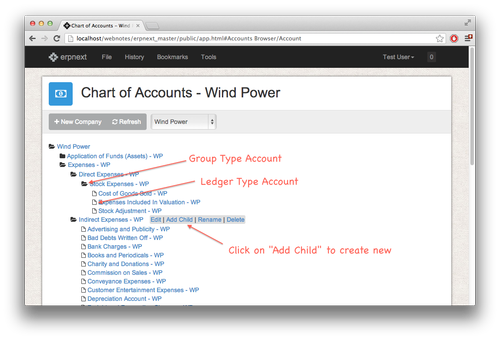 Chart of Accounts - Wind Power
localhost/webnotes/erpnext_master/public/app.html#Accounts Browser/Account
erpnext File History Bookmarks Tools Test User 0
Chart of Accounts - Wind Power
+ New Company Refresh Wind Power
Wind Power
Application of Funds (Assets) - WP
Expenses - WP
Direct Expenses - WP
Group Type Account
Stock Expenses - WP
Ledger Type Account
Cost of Goods Sold - WP
Expenses Included In Valuation - WP
Stock Adjustment - WP
Indirect Expenses - WP Edit | Add Child | Rename | Delete
Advertising and Publicity - WP
Bad Debts Written Off - WP
Click on "Add Child" to create new
Bank Charges - WP
Books and Periodicals - WP
Charity and Donations - WP
Commission on Sales - WP
Conveyance Expenses - WP
Customer Entertainment Expenses - WP
Depreciation Account - WP